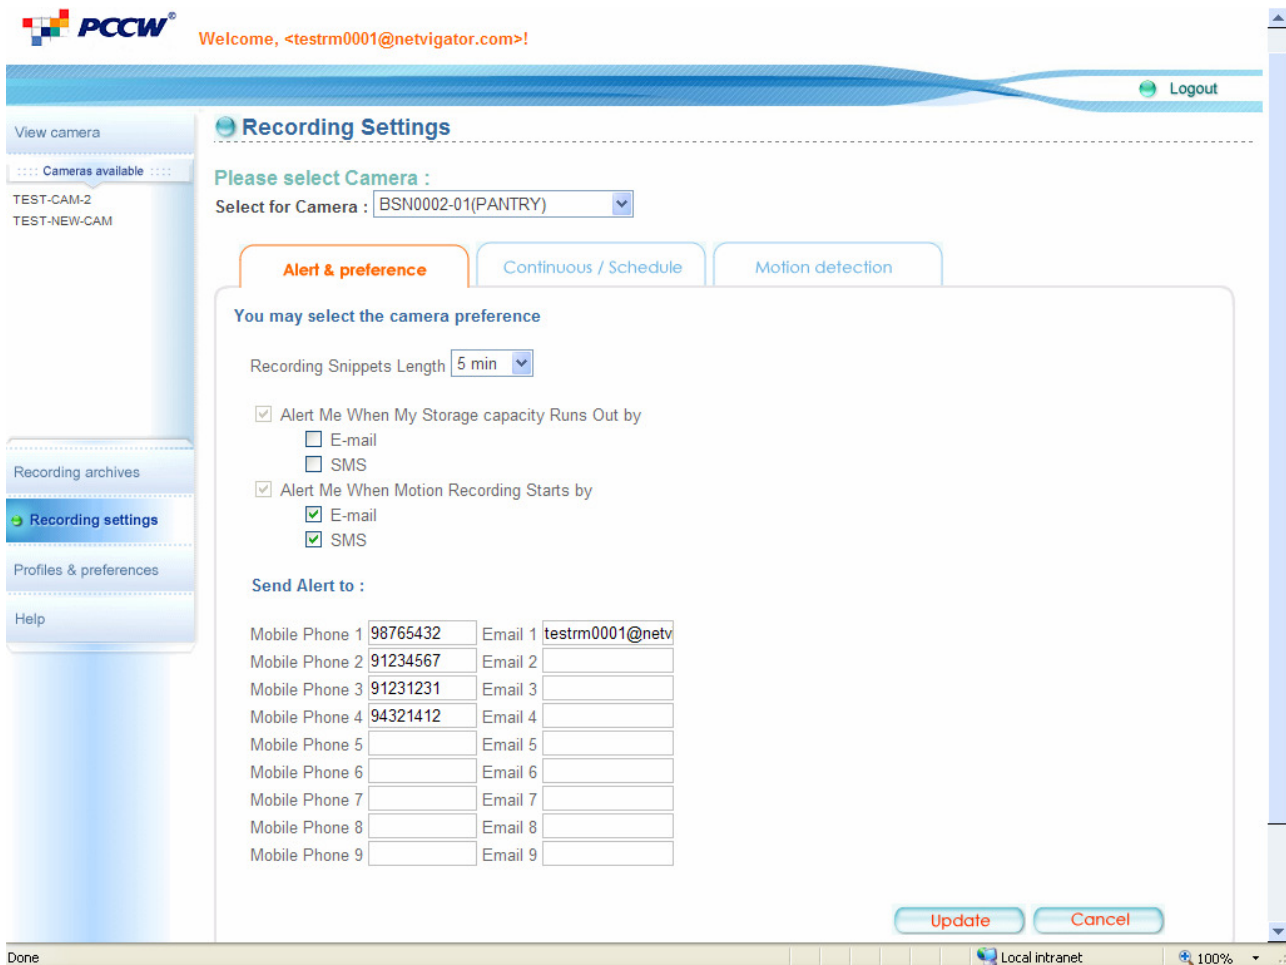 PCCW®
Welcome, <testrm0001@netvigator.com>!
Logout
View camera
:::: Cameras available ::::
TEST-CAM-2
TEST-NEW-CAM
Recording archives
Recording settings
Profiles & preferences
Help
Recording Settings
Please select Camera :
Select for Camera : BSN0002-01(PANTRY)
Alert & preference Continuous / Schedule Motion detection
You may select the camera preference
Recording Snippets Length 5 min
Alert Me When My Storage capacity Runs Out by
E-mail
SMS
Alert Me When Motion Recording Starts by
E-mail
SMS
Send Alert to :
Mobile Phone 1 98765432 Email 1 testrm0001@netv
Mobile Phone 2 91234567 Email 2
Mobile Phone 3 91231231 Email 3
Mobile Phone 4 94321412 Email 4
Mobile Phone 5 Email 5
Mobile Phone 6 Email 6
Mobile Phone 7 Email 7
Mobile Phone 8 Email 8
Mobile Phone 9 Email 9
Update Cancel
Done Local intranet 100%